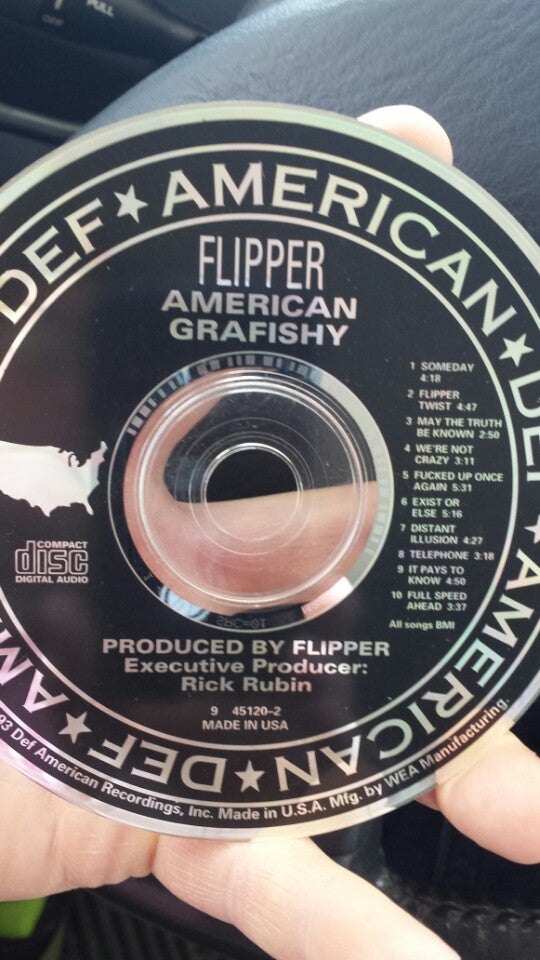 DEF ★ AMERICAN ★ DEF ★ AMERICAN ★ DEF ★ AM
FLIPPER
AMERICAN
GRAFISHY
1 SOMEDAY
4:18
2 FLIPPER
TWIST 4:47
3 MAY THE TRUTH
BE KNOWN 2:50
4 WE'RE NOT
CRAZY 3:11
5 FUCKED UP ONCE
AGAIN 5:31
6 EXIST OR
ELSE 5:16
7 DISTANT
ILLUSION 4:27
8 TELEPHONE 3:18
9 IT PAYS TO
KNOW 4:50
10 FULL SPEED
AHEAD 3:37
All songs BMI
COMPACT
disc
DIGITAL AUDIO
PRODUCED BY FLIPPER
Executive Producer:
Rick Rubin
9 45120-2
MADE IN USA
93 Def American Recordings, Inc. Made in U.S.A. Mfg. by WEA Manufacturing.
PULL
OFF